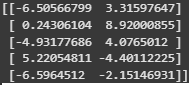 [[-6.50566799  3.31597647]
 [ 0.24306104  8.92000855]
 [-4.93177686  4.0765012 ]
 [ 5.22054811 -4.40112225]
 [-6.5964512  -2.15146931]]